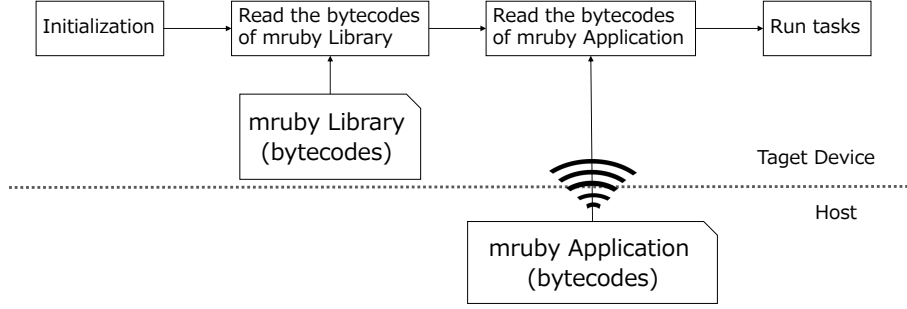 Initialization
Read the bytecodes
of mruby Library
Read the bytecodes
of mruby Application
Run tasks
mruby Library
(bytecodes)
Taget Device
Host
mruby Application
(bytecodes)